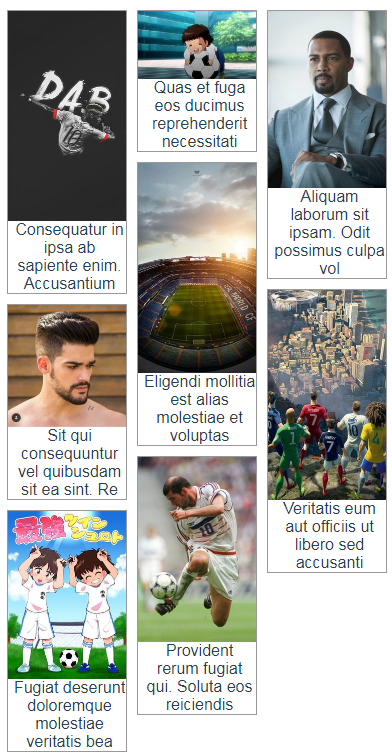 DAB
Consequatur in
ipsa ab
sapiente enim.
Accusantium
Sit qui
consequuntur
vel quibusdam
sit ea sint. Re
最強ツイン
シュート
Fugiat deserunt
doloremque
molestiae
veritatis bea
Quas et fuga
eos ducimus
reprehenderit
necessitati
Eligendi mollitia
est alias
molestiae et
voluptas
10
Provident
rerum fugiat
qui. Soluta eos
reiciendis
Aliquam
laborum sit
ipsam. Odit
possimus culpa
vol
7
10
Veritatis eum
aut officiis ut
libero sed
accusanti